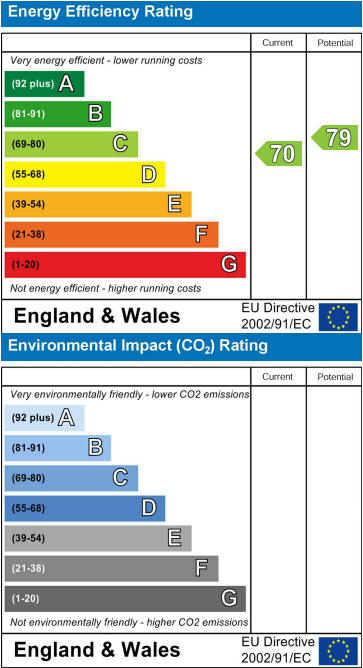 Energy Efficiency Rating
Current Potential
Very energy efficient - lower running costs
(92 plus) A
(81-91) B
(69-80) C
(55-68) D
(39-54) E
(21-38) F
(1-20) G
70
79
Not energy efficient - higher running costs
England & Wales
EU Directive
2002/91/EC
Environmental Impact (CO₂) Rating
Current Potential
Very environmentally friendly - lower CO2 emissions
(92 plus) A
(81-91) B
(69-80) C
(55-68) D
(39-54) E
(21-38) F
(1-20) G
Not environmentally friendly - higher CO2 emissions
England & Wales
EU Directive
2002/91/EC